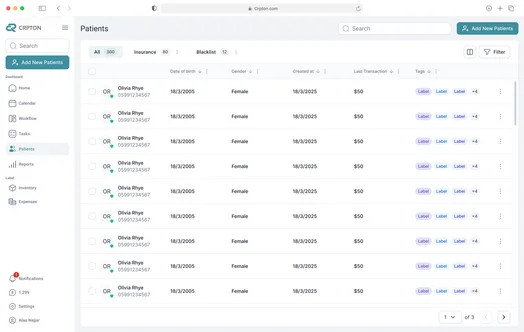 Crpton.com
CRPTON
Search
Add New Patients
Dashboard
Home
Calendar
Workflow
Tasks
Patients
Reports
Label
Inventory
Expenses
1
Notifications
1,295
Settings
Alaa Najar
Patients
Search
Add New Patients
All 300 Insurance 60 Blacklist 12
Filter
Date of birth Gender Created at Last Transaction Tags
OR Olivia Rhye 18/3/2005 Female 18/3/2025 $50 Label Label Label +4
05991234567
OR Olivia Rhye 18/3/2005 Female 18/3/2025 $50 Label Label Label +4
05991234567
OR Olivia Rhye 18/3/2005 Female 18/3/2025 $50 Label Label Label +4
05991234567
OR Olivia Rhye 18/3/2005 Female 18/3/2025 $50 Label Label Label +4
05991234567
OR Olivia Rhye 18/3/2005 Female 18/3/2025 $50 Label Label Label +4
05991234567
OR Olivia Rhye 18/3/2005 Female 18/3/2025 $50 Label Label Label +4
05991234567
OR Olivia Rhye 18/3/2005 Female 18/3/2025 $50 Label Label Label +4
05991234567
OR Olivia Rhye 18/3/2005 Female 18/3/2025 $50 Label Label Label +4
05991234567
OR Olivia Rhye 18/3/2005 Female 18/3/2025 $50 Label Label Label +4
05991234567
1 of 3